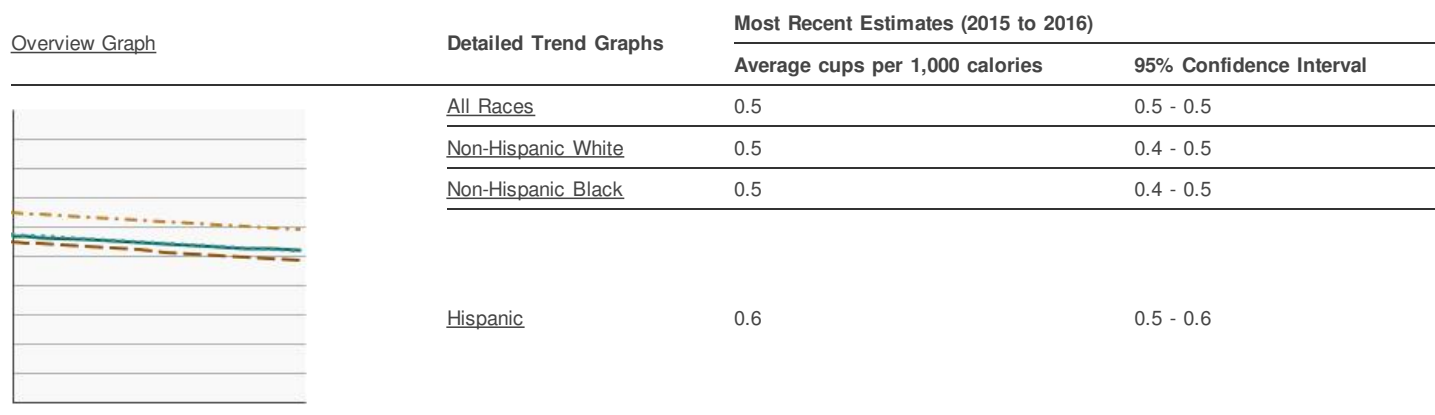 Overview Graph
Detailed Trend Graphs
Most Recent Estimates (2015 to 2016)
Average cups per 1,000 calories
95% Confidence Interval
All Races 0.5 0.5 - 0.5
Non-Hispanic White 0.5 0.4 - 0.5
Non-Hispanic Black 0.5 0.4 - 0.5
Hispanic 0.6 0.5 - 0.6